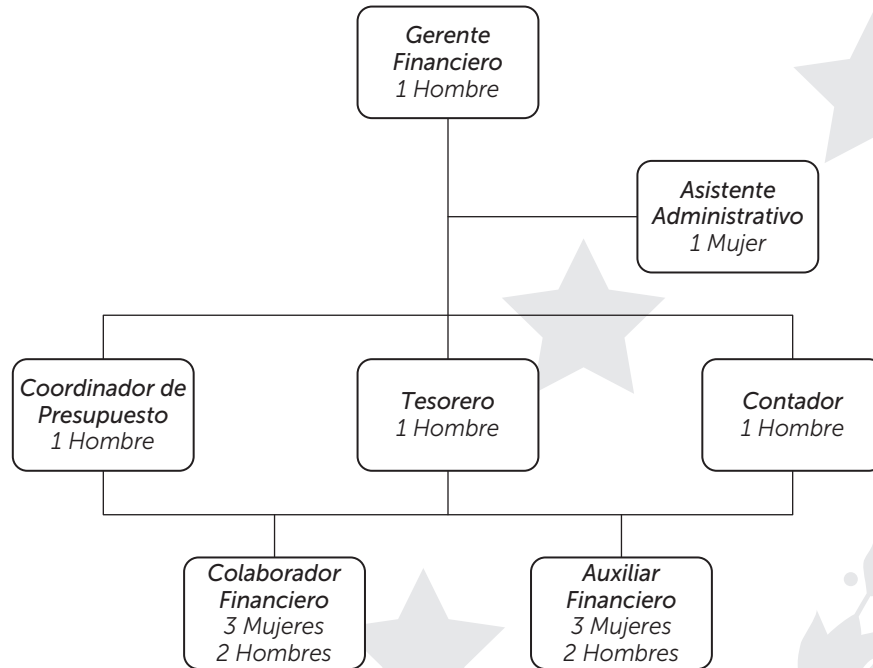 Gerente
Financiero
1 Hombre
Asistente
Administrativo
1 Mujer
Coordinador de
Presupuesto
1 Hombre
Tesorero
1 Hombre
Contador
1 Hombre
Colaborador
Financiero
3 Mujeres
2 Hombres
Auxiliar
Financiero
3 Mujeres
2 Hombres